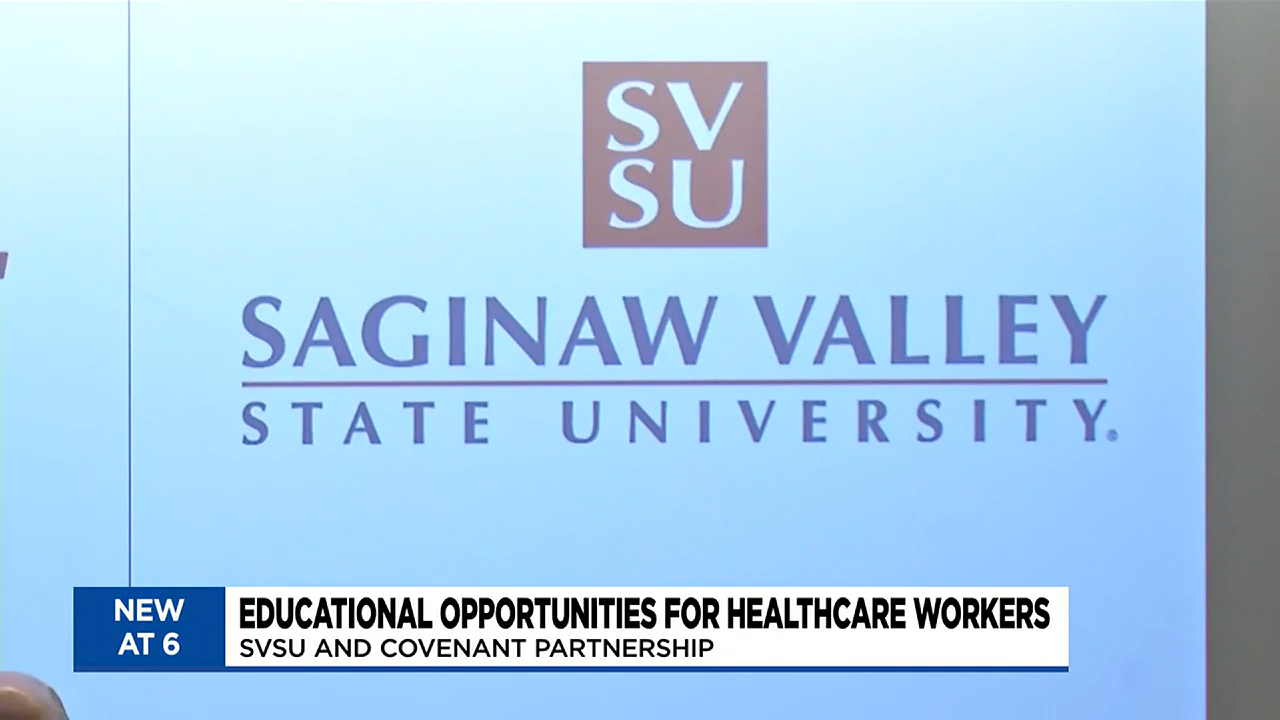 SV
SU
SAGINAW VALLEY
STATE UNIVERSITY®
NEW
AT 6
EDUCATIONAL OPPORTUNITIES FOR HEALTHCARE WORKERS
SVSU AND COVENANT PARTNERSHIP